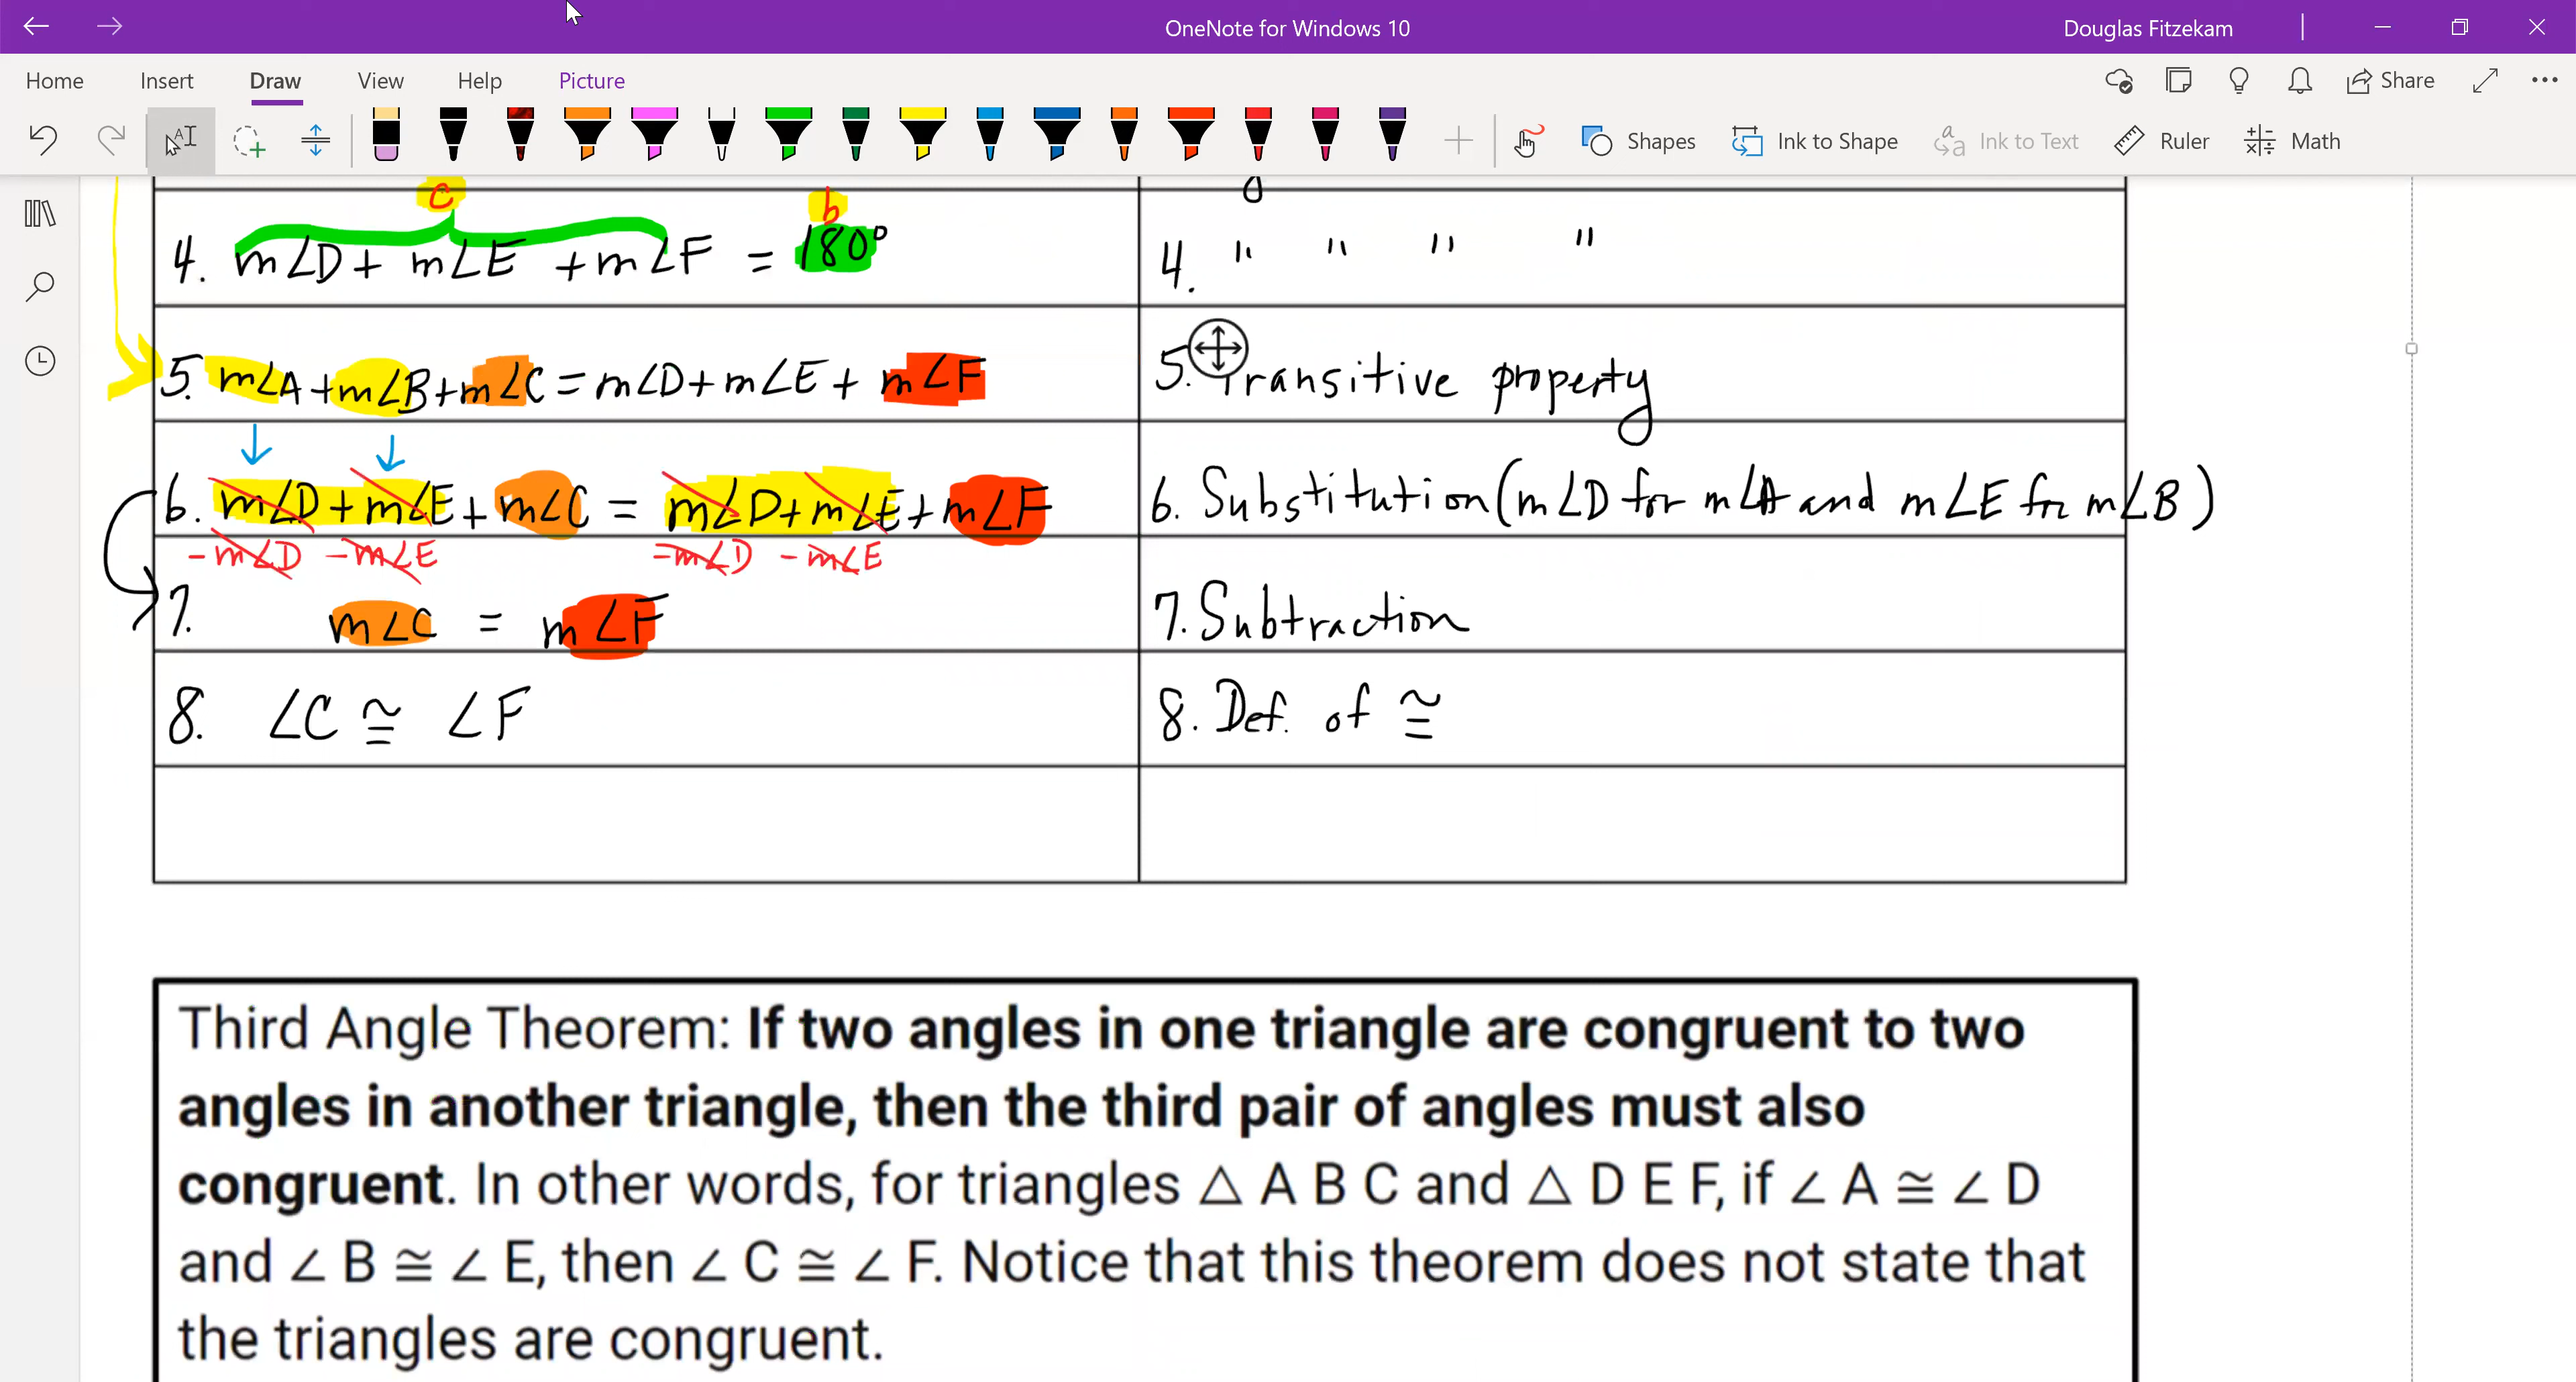 OneNote for Windows 10
Douglas Fitzekam
Home Insert Draw View Help Picture
Share
Shapes Ink to Shape Ink to Text Ruler Math
c b
4. m∠D + m∠E + m∠F = 180°
4. " " " "
5. m∠A + m∠B + m∠C = m∠D + m∠E + m∠F
5. Transitive property
6. m∠D + m∠E + m∠C = m∠D + m∠E + m∠F
6. Substitution (m∠D for m∠A and m∠E for m∠B)
-m∠D -m∠E -m∠D -m∠E
7. m∠C = m∠F
7. Subtraction
8. ∠C ≅ ∠F
8. Def. of ≅
Third Angle Theorem: If two angles in one triangle are congruent to two
angles in another triangle, then the third pair of angles must also
congruent. In other words, for triangles △ A B C and △ D E F, if ∠ A ≅ ∠ D
and ∠ B ≅ ∠ E, then ∠ C ≅ ∠ F. Notice that this theorem does not state that
the triangles are congruent.